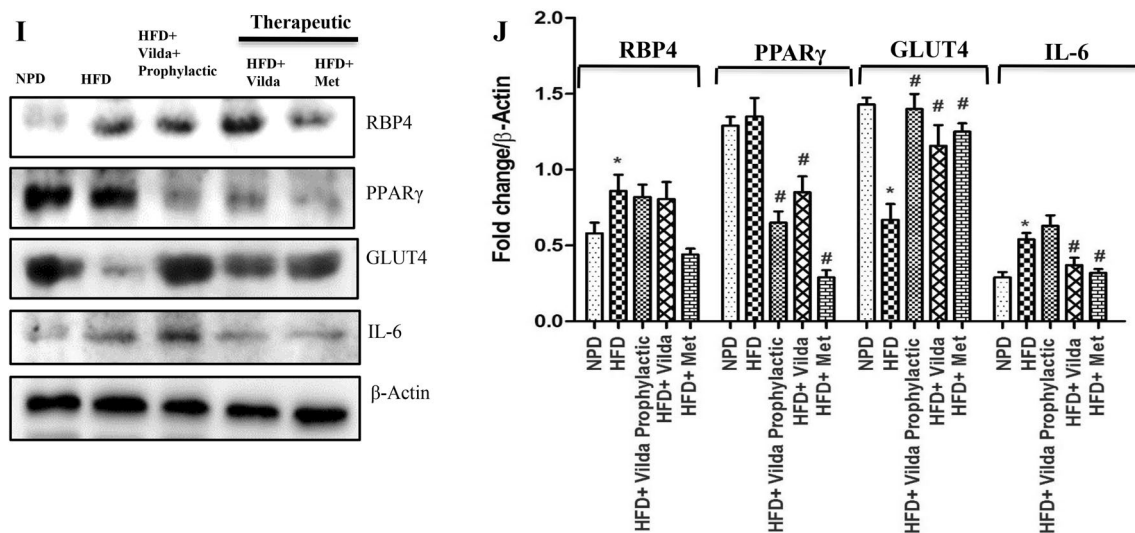 I
Therapeutic
NPD
HFD
HFD+
Vilda+
Prophylactic
HFD+
Vilda
HFD+
Met
RBP4
PPARγ
GLUT4
IL-6
β-Actin
J
RBP4
PPARγ
GLUT4
IL-6
Fold change/β-Actin
2.0
1.5
1.0
0.5
0.0
*
#
#
#
*
#
#
#
*
#
#
NPD
HFD
HFD+ Vilda Prophylactic
HFD+ Vilda
HFD+ Met
NPD
HFD
HFD+ Vilda Prophylactic
HFD+ Vilda
HFD+ Met
NPD
HFD
HFD+ Vilda Prophylactic
HFD+ Vilda
HFD+ Met
NPD
HFD
HFD+ Vilda Prophylactic
HFD+ Vilda
HFD+ Met